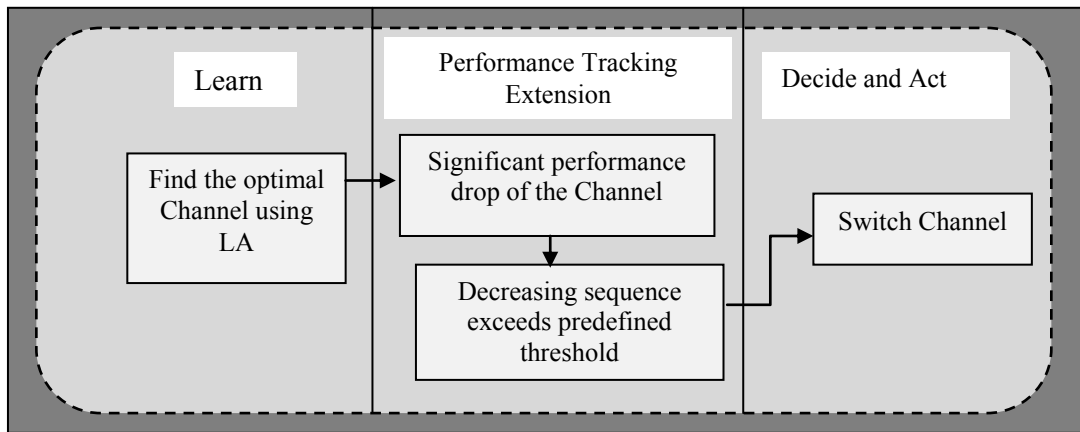 Learn
Performance Tracking
Extension
Decide and Act
Find the optimal
Channel using
LA
Significant performance
drop of the Channel
Decreasing sequence
exceeds predefined
threshold
Switch Channel